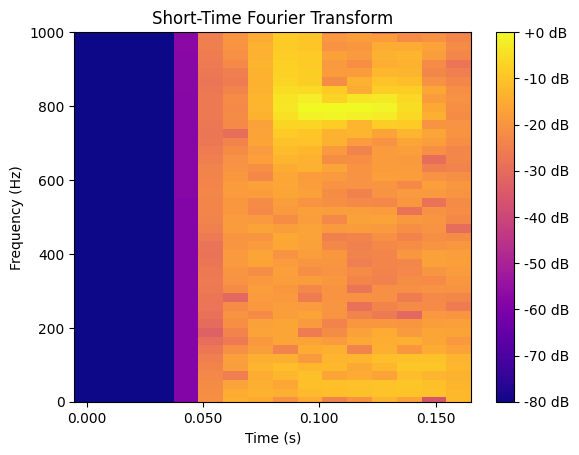 Short-Time Fourier Transform
1000
800
600
400
200
0
Frequency (Hz)
0.000
0.050
0.100
0.150
Time (s)
+0 dB
-10 dB
-20 dB
-30 dB
-40 dB
-50 dB
-60 dB
-70 dB
-80 dB